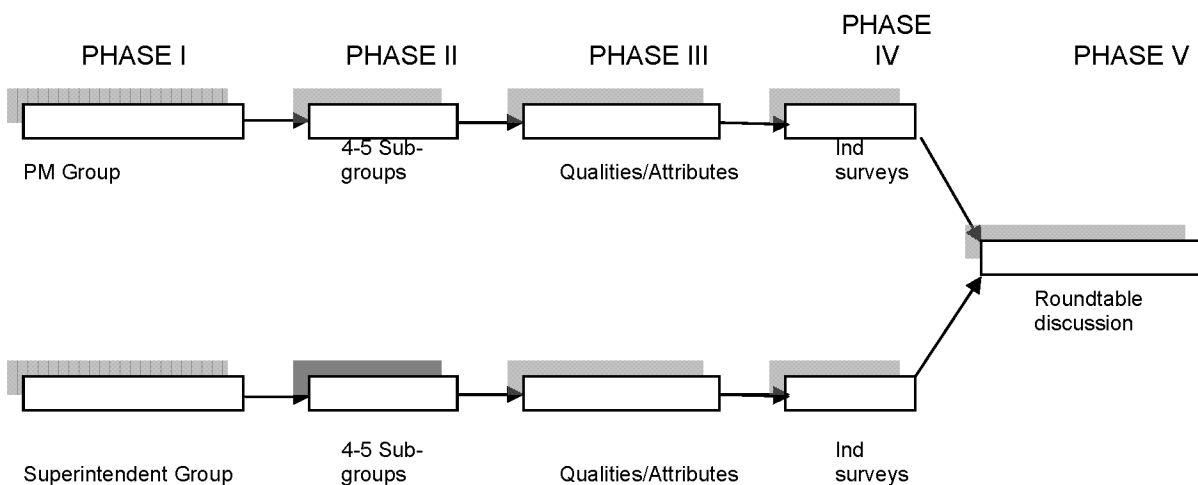 PHASE I
PHASE II
PHASE III
PHASE
IV
PHASE V
PM Group
4-5 Sub-
groups
Qualities/Attributes
Ind
surveys
Roundtable
discussion
Superintendent Group
4-5 Sub-
groups
Qualities/Attributes
Ind
surveys